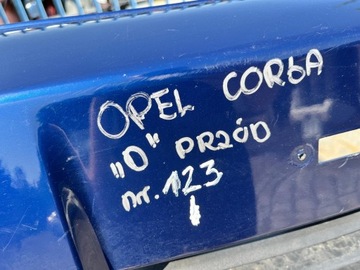 OPEL CORSA
„D" PRZÓD
nr. 123